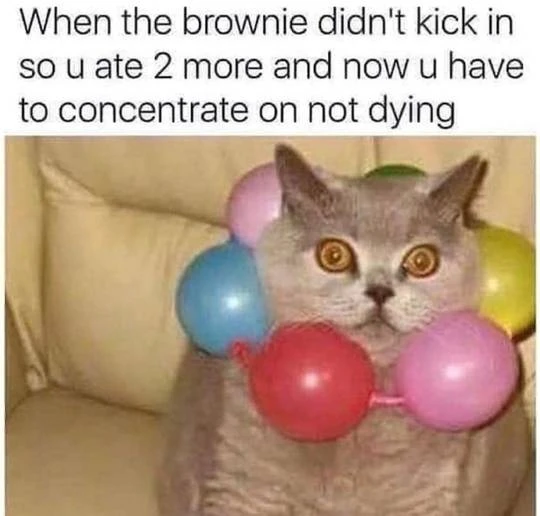 When the brownie didn't kick in
so u ate 2 more and now u have
to concentrate on not dying